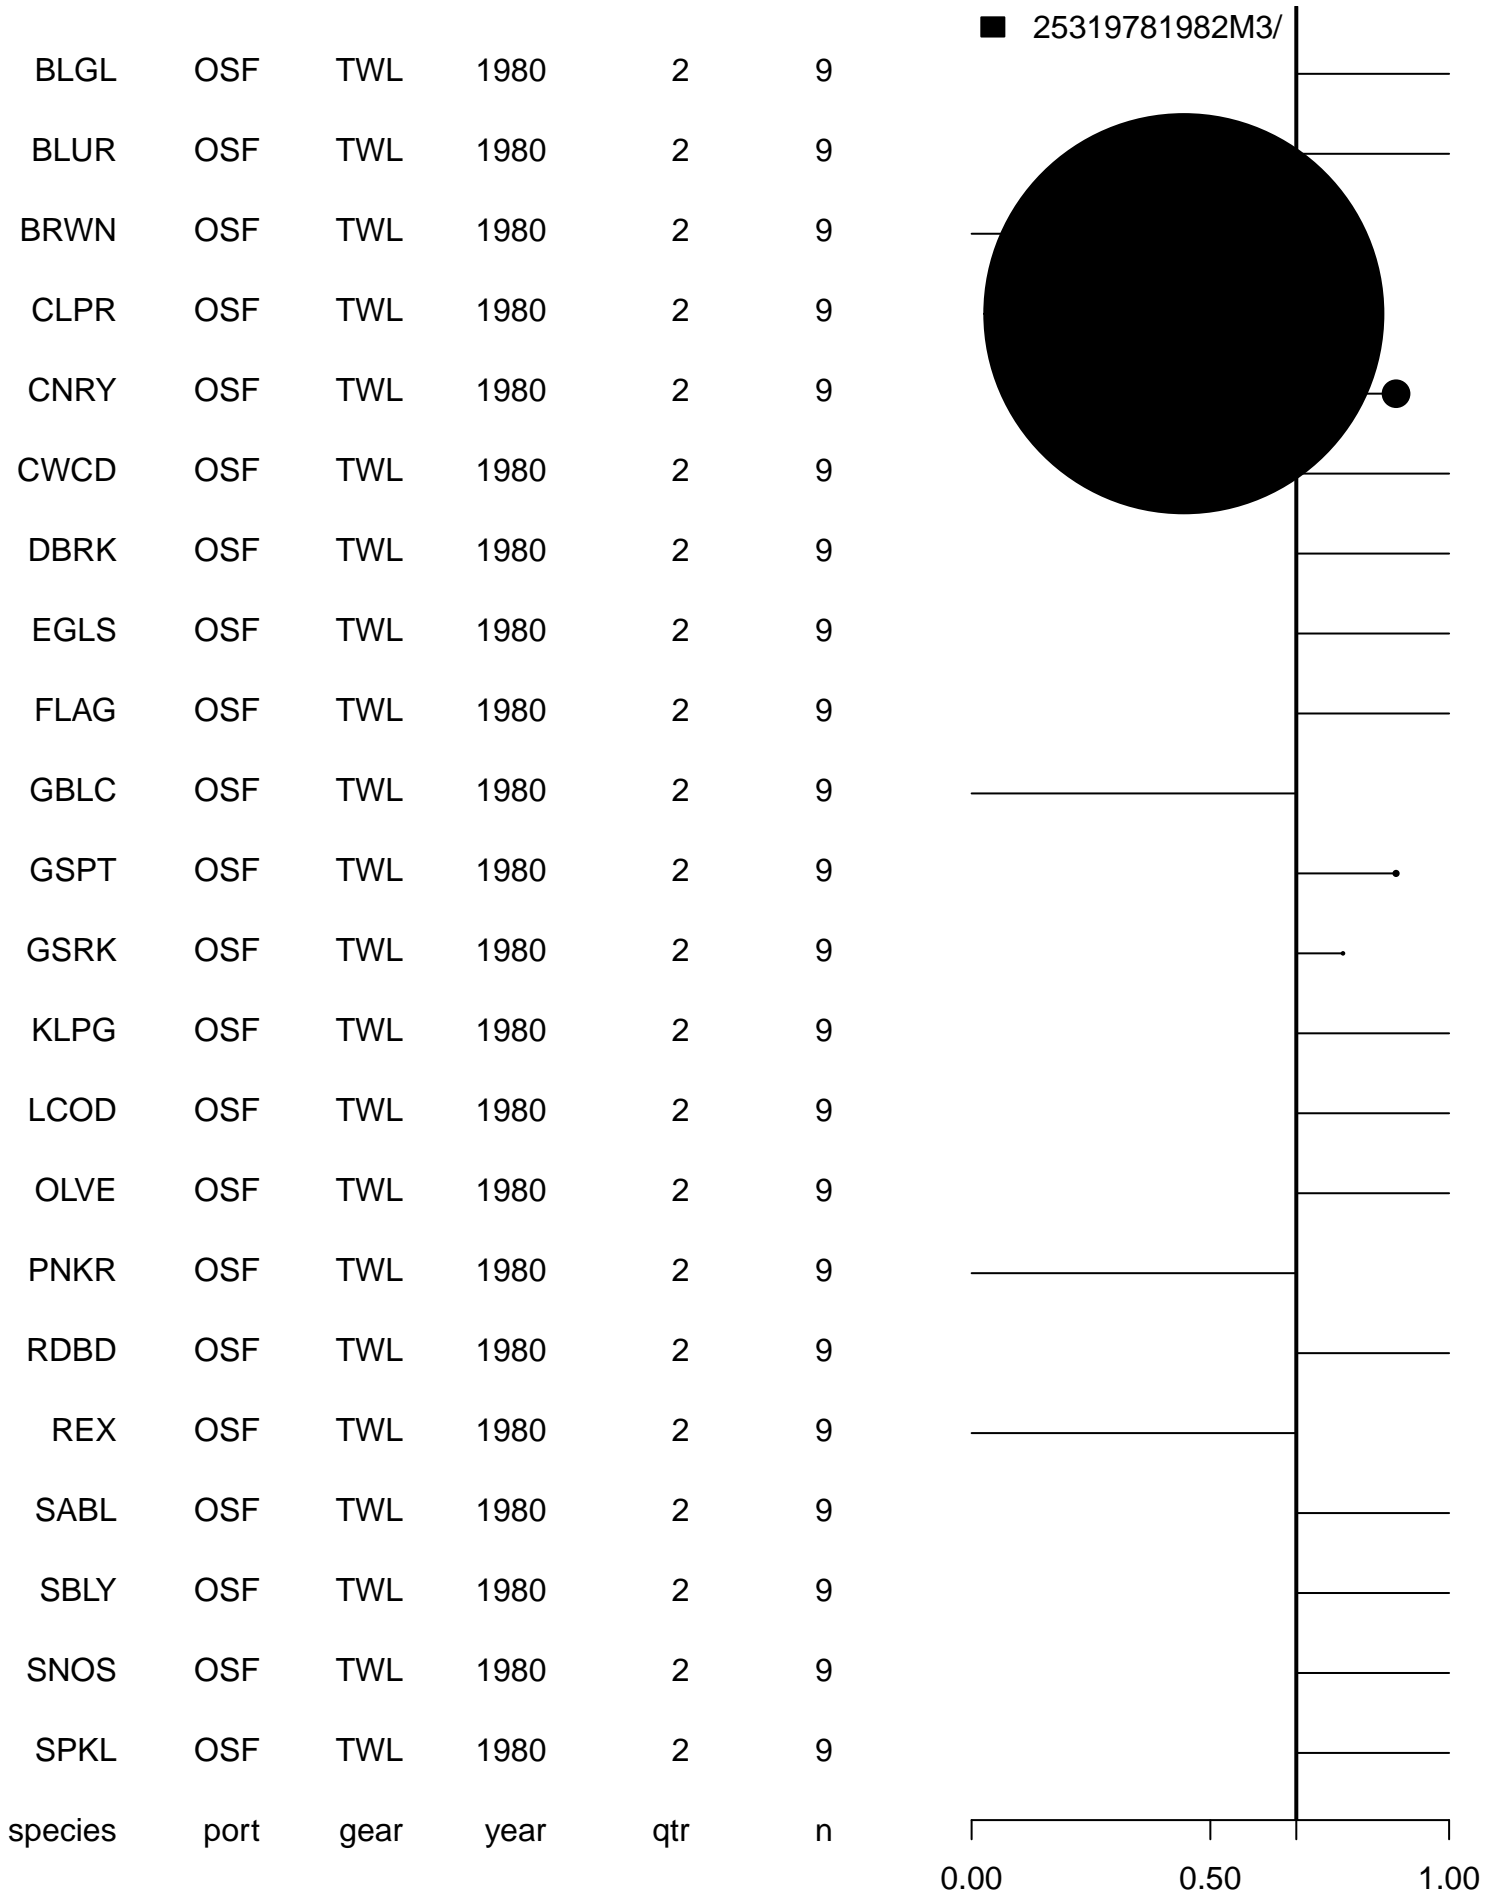 25319781982M3/
BLGL OSF TWL 1980 2 9
BLUR OSF TWL 1980 2 9
BRWN OSF TWL 1980 2 9
CLPR OSF TWL 1980 2 9
CNRY OSF TWL 1980 2 9
CWCD OSF TWL 1980 2 9
DBRK OSF TWL 1980 2 9
EGLS OSF TWL 1980 2 9
FLAG OSF TWL 1980 2 9
GBLC OSF TWL 1980 2 9
GSPT OSF TWL 1980 2 9
GSRK OSF TWL 1980 2 9
KLPG OSF TWL 1980 2 9
LCOD OSF TWL 1980 2 9
OLVE OSF TWL 1980 2 9
PNKR OSF TWL 1980 2 9
RDBD OSF TWL 1980 2 9
REX OSF TWL 1980 2 9
SABL OSF TWL 1980 2 9
SBLY OSF TWL 1980 2 9
SNOS OSF TWL 1980 2 9
SPKL OSF TWL 1980 2 9
species port gear year qtr n
0.00 0.50 1.00